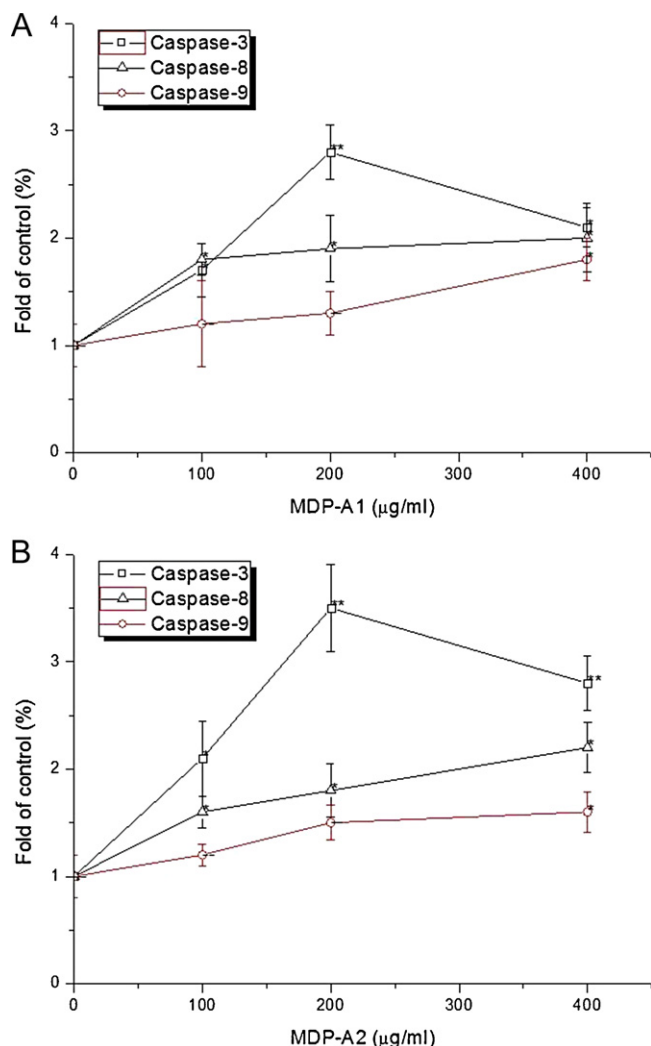 A
4
3
2
1
0
Fold of control (%)
Caspase-3
Caspase-8
Caspase-9
**
*
*
*
*
*
*
0 100 200 300 400
MDP-A1 (μg/ml)
B
4
3
2
1
0
Fold of control (%)
Caspase-3
Caspase-8
Caspase-9
**
**
*
*
*
*
*
0 100 200 300 400
MDP-A2 (μg/ml)